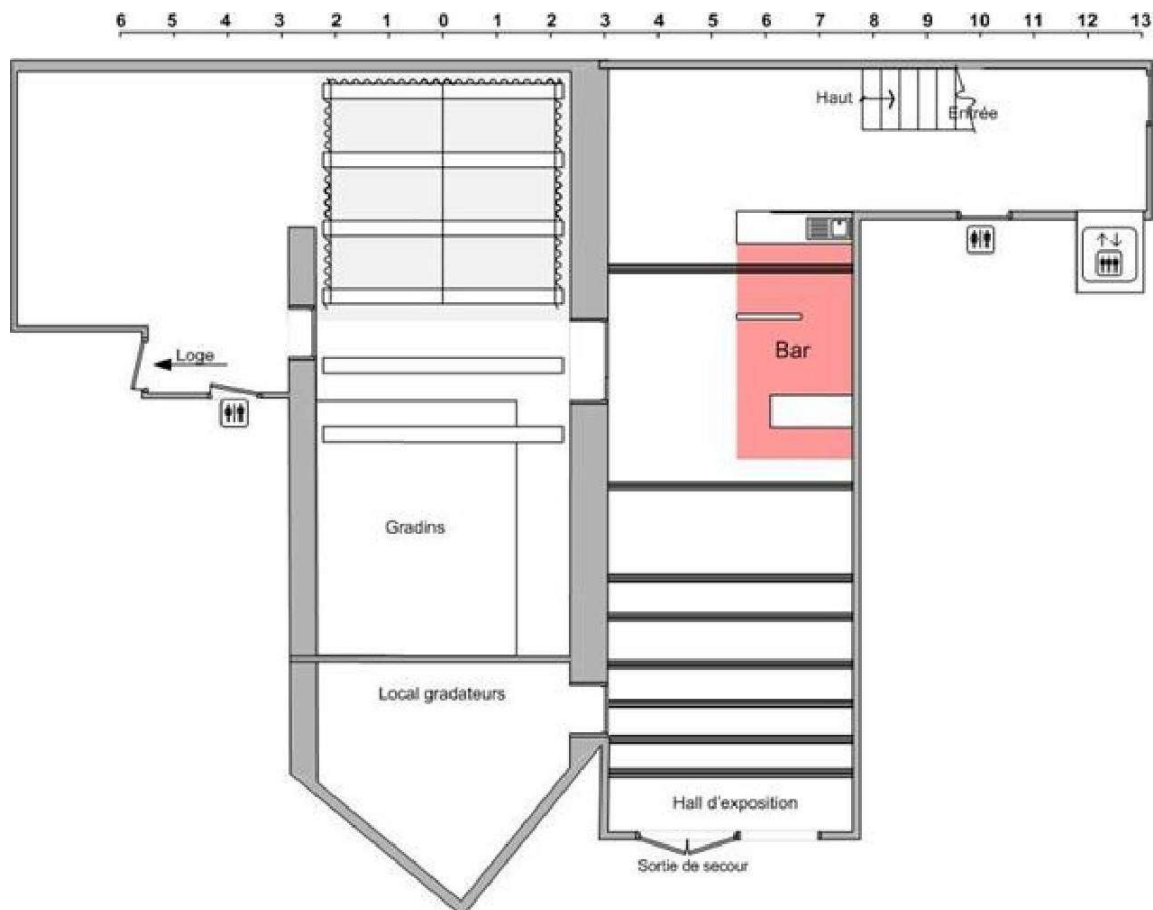 6 5 4 3 2 1 0 1 2 3 4 5 6 7 8 9 10 11 12 13
Haut
Entrée
Loge
Bar
Gradins
Local gradateurs
Hall d'exposition
Sortie de secour